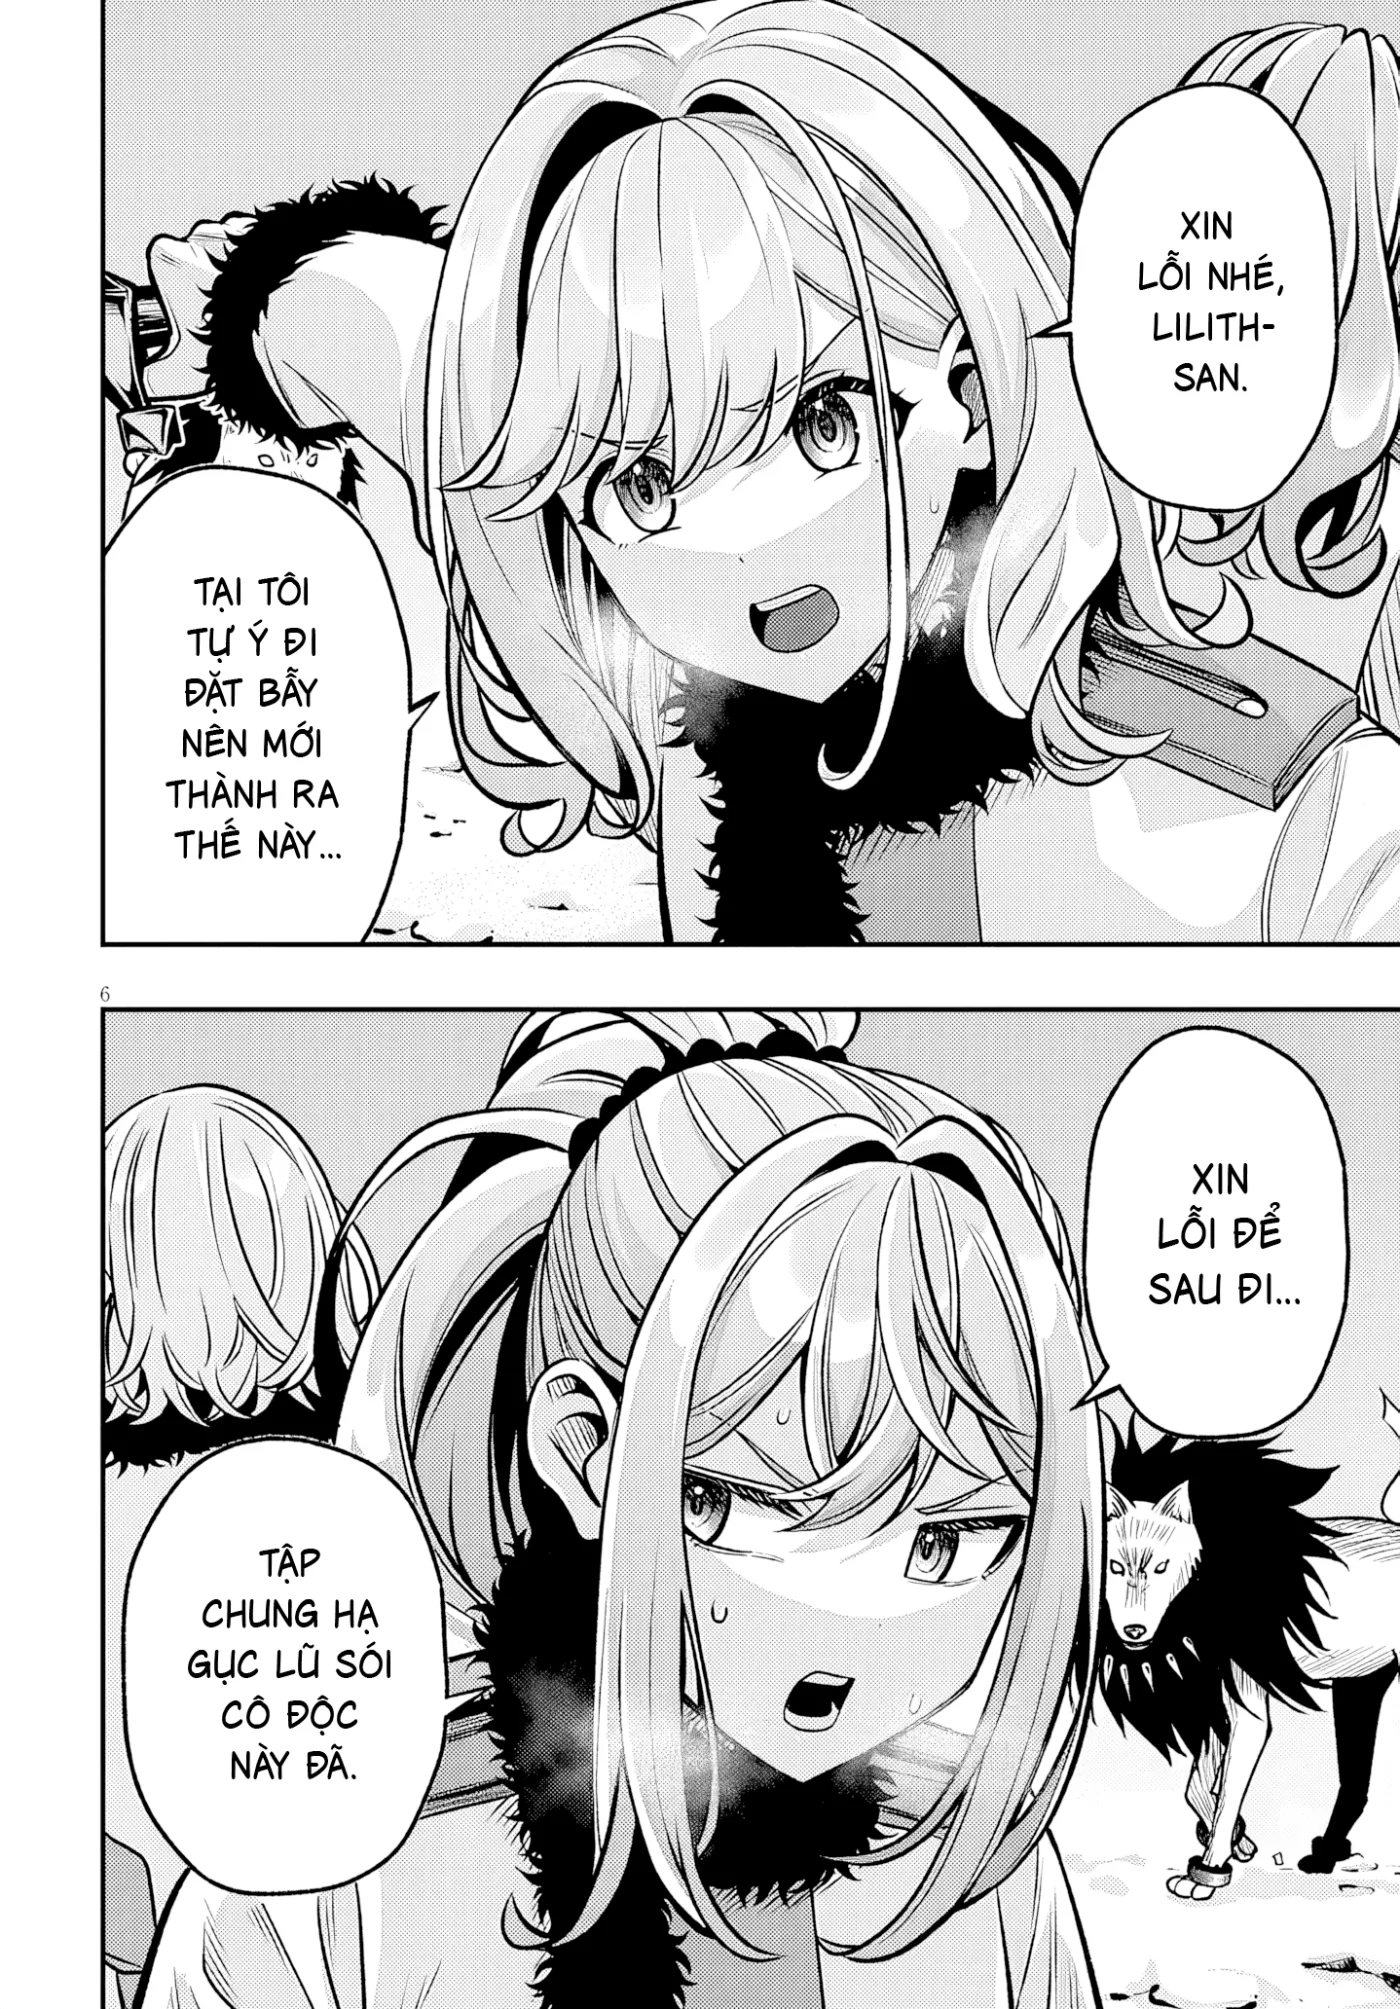 XIN
LỖI NHÉ,
LILITH-
SAN.
TẠI TÔI
TỰ Ý ĐI
ĐẶT BẪY
NÊN MỚI
THÀNH RA
THẾ NÀY...
6
XIN
LỖI ĐỂ
SAU ĐI...
TẬP
CHUNG HẠ
GỤC LŨ SÓI
CÔ ĐỘC
NÀY ĐÃ.